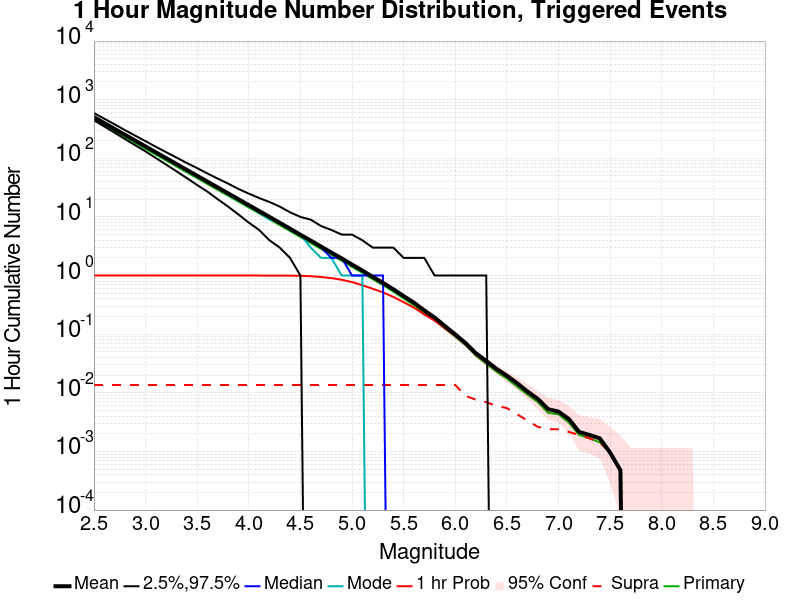 1 Hour Magnitude Number Distribution, Triggered Events
10^4
10^3
10^2
10^1
10^0
10^-1
10^-2
10^-3
10^-4
1 Hour Cumulative Number
2.5 3.0 3.5 4.0 4.5 5.0 5.5 6.0 6.5 7.0 7.5 8.0 8.5 9.0
Magnitude
Mean 2.5%,97.5% Median Mode 1 hr Prob 95% Conf Supra Primary